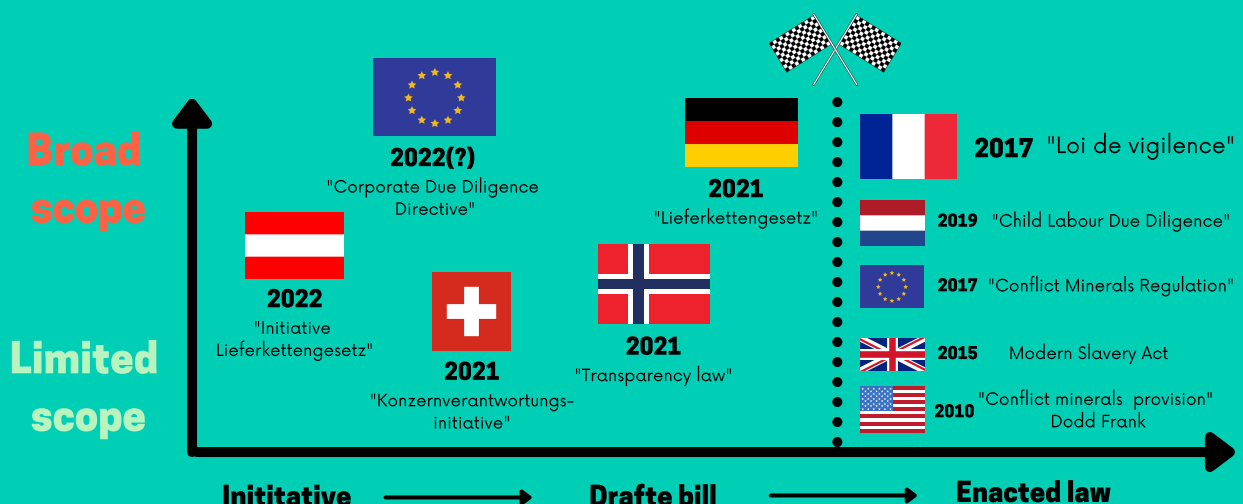 Broad
scope
Limited
scope
2022(?)
"Corporate Due Diligence
Directive"
2022
"Initiative
Lieferkettengesetz"
2021
"Konzernverantwortungs-
initiative"
2021
"Transparency law"
2021
"Lieferkettengesetz"
2017 "Loi de vigilence"
2019 "Child Labour Due Diligence"
2017 "Conflict Minerals Regulation"
2015 Modern Slavery Act
2010 "Conflict minerals provision"
Dodd Frank
Inititative
Drafte bill
Enacted law